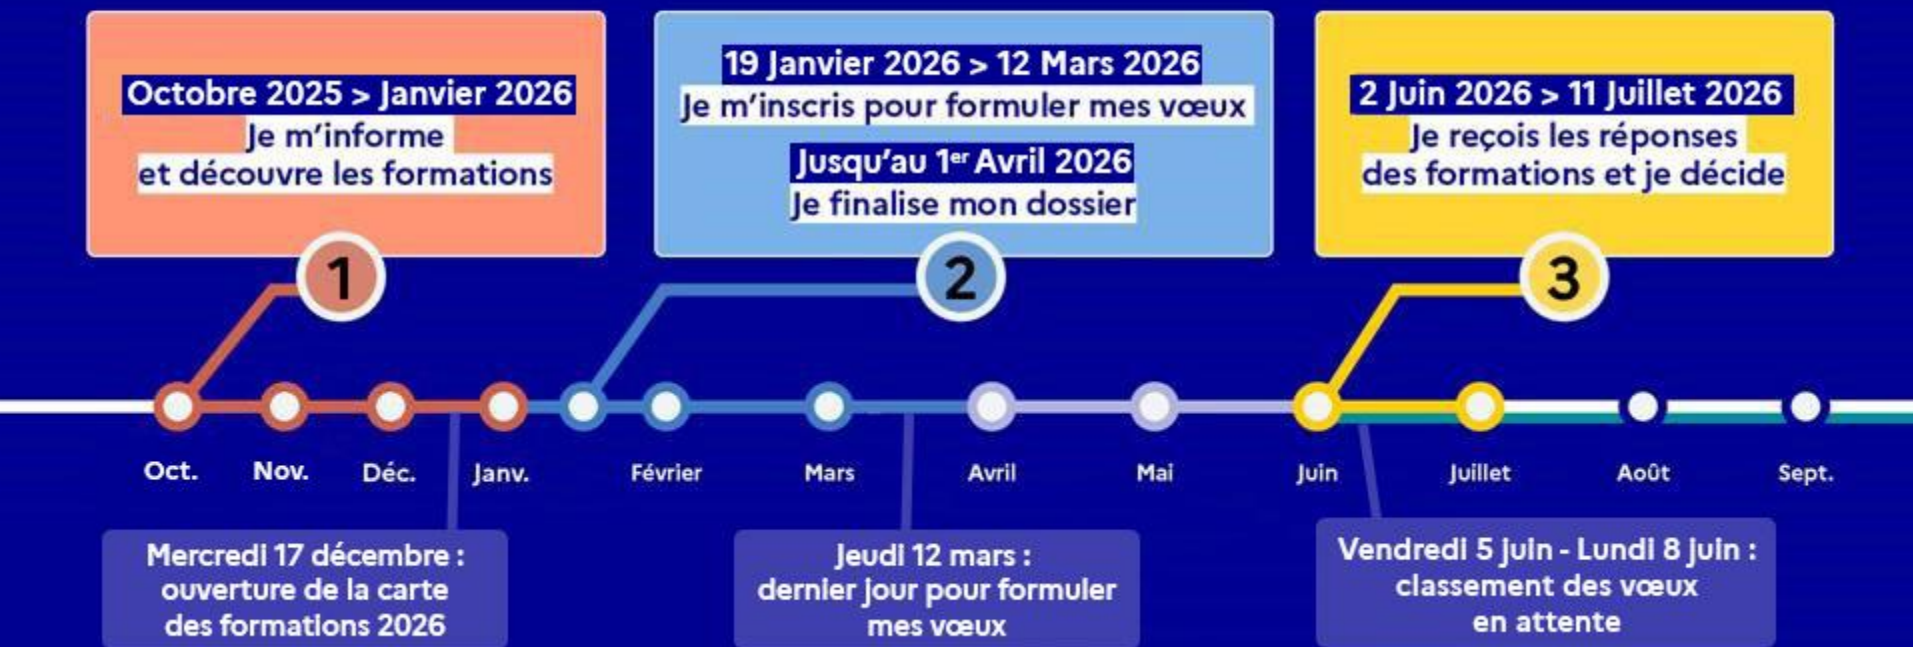 Octobre 2025 > Janvier 2026
Je m’informe
et découvre les formations
1
19 Janvier 2026 > 12 Mars 2026
Je m’inscris pour formuler mes vœux
Jusqu’au 1er Avril 2026
Je finalise mon dossier
2
2 Juin 2026 > 11 Juillet 2026
Je reçois les réponses
des formations et je décide
3
Oct. Nov. Déc. Janv. Février Mars Avril Mai Juin Juillet Août Sept.
Mercredi 17 décembre :
ouverture de la carte
des formations 2026
Jeudi 12 mars :
dernier jour pour formuler
mes vœux
Vendredi 5 juin - Lundi 8 juin :
classement des vœux
en attente